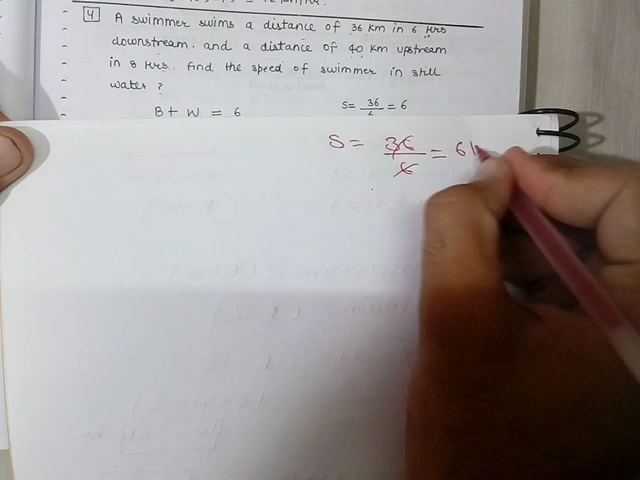 4 A swimmer swims a distance of 36 km in 6 Hrs
downstream. and a distance of 40 km upstream
in 8 Hrs. find the speed of swimmer in still
water?
B + W = 6
S = 36/6 = 6
S = 36/6 = 6